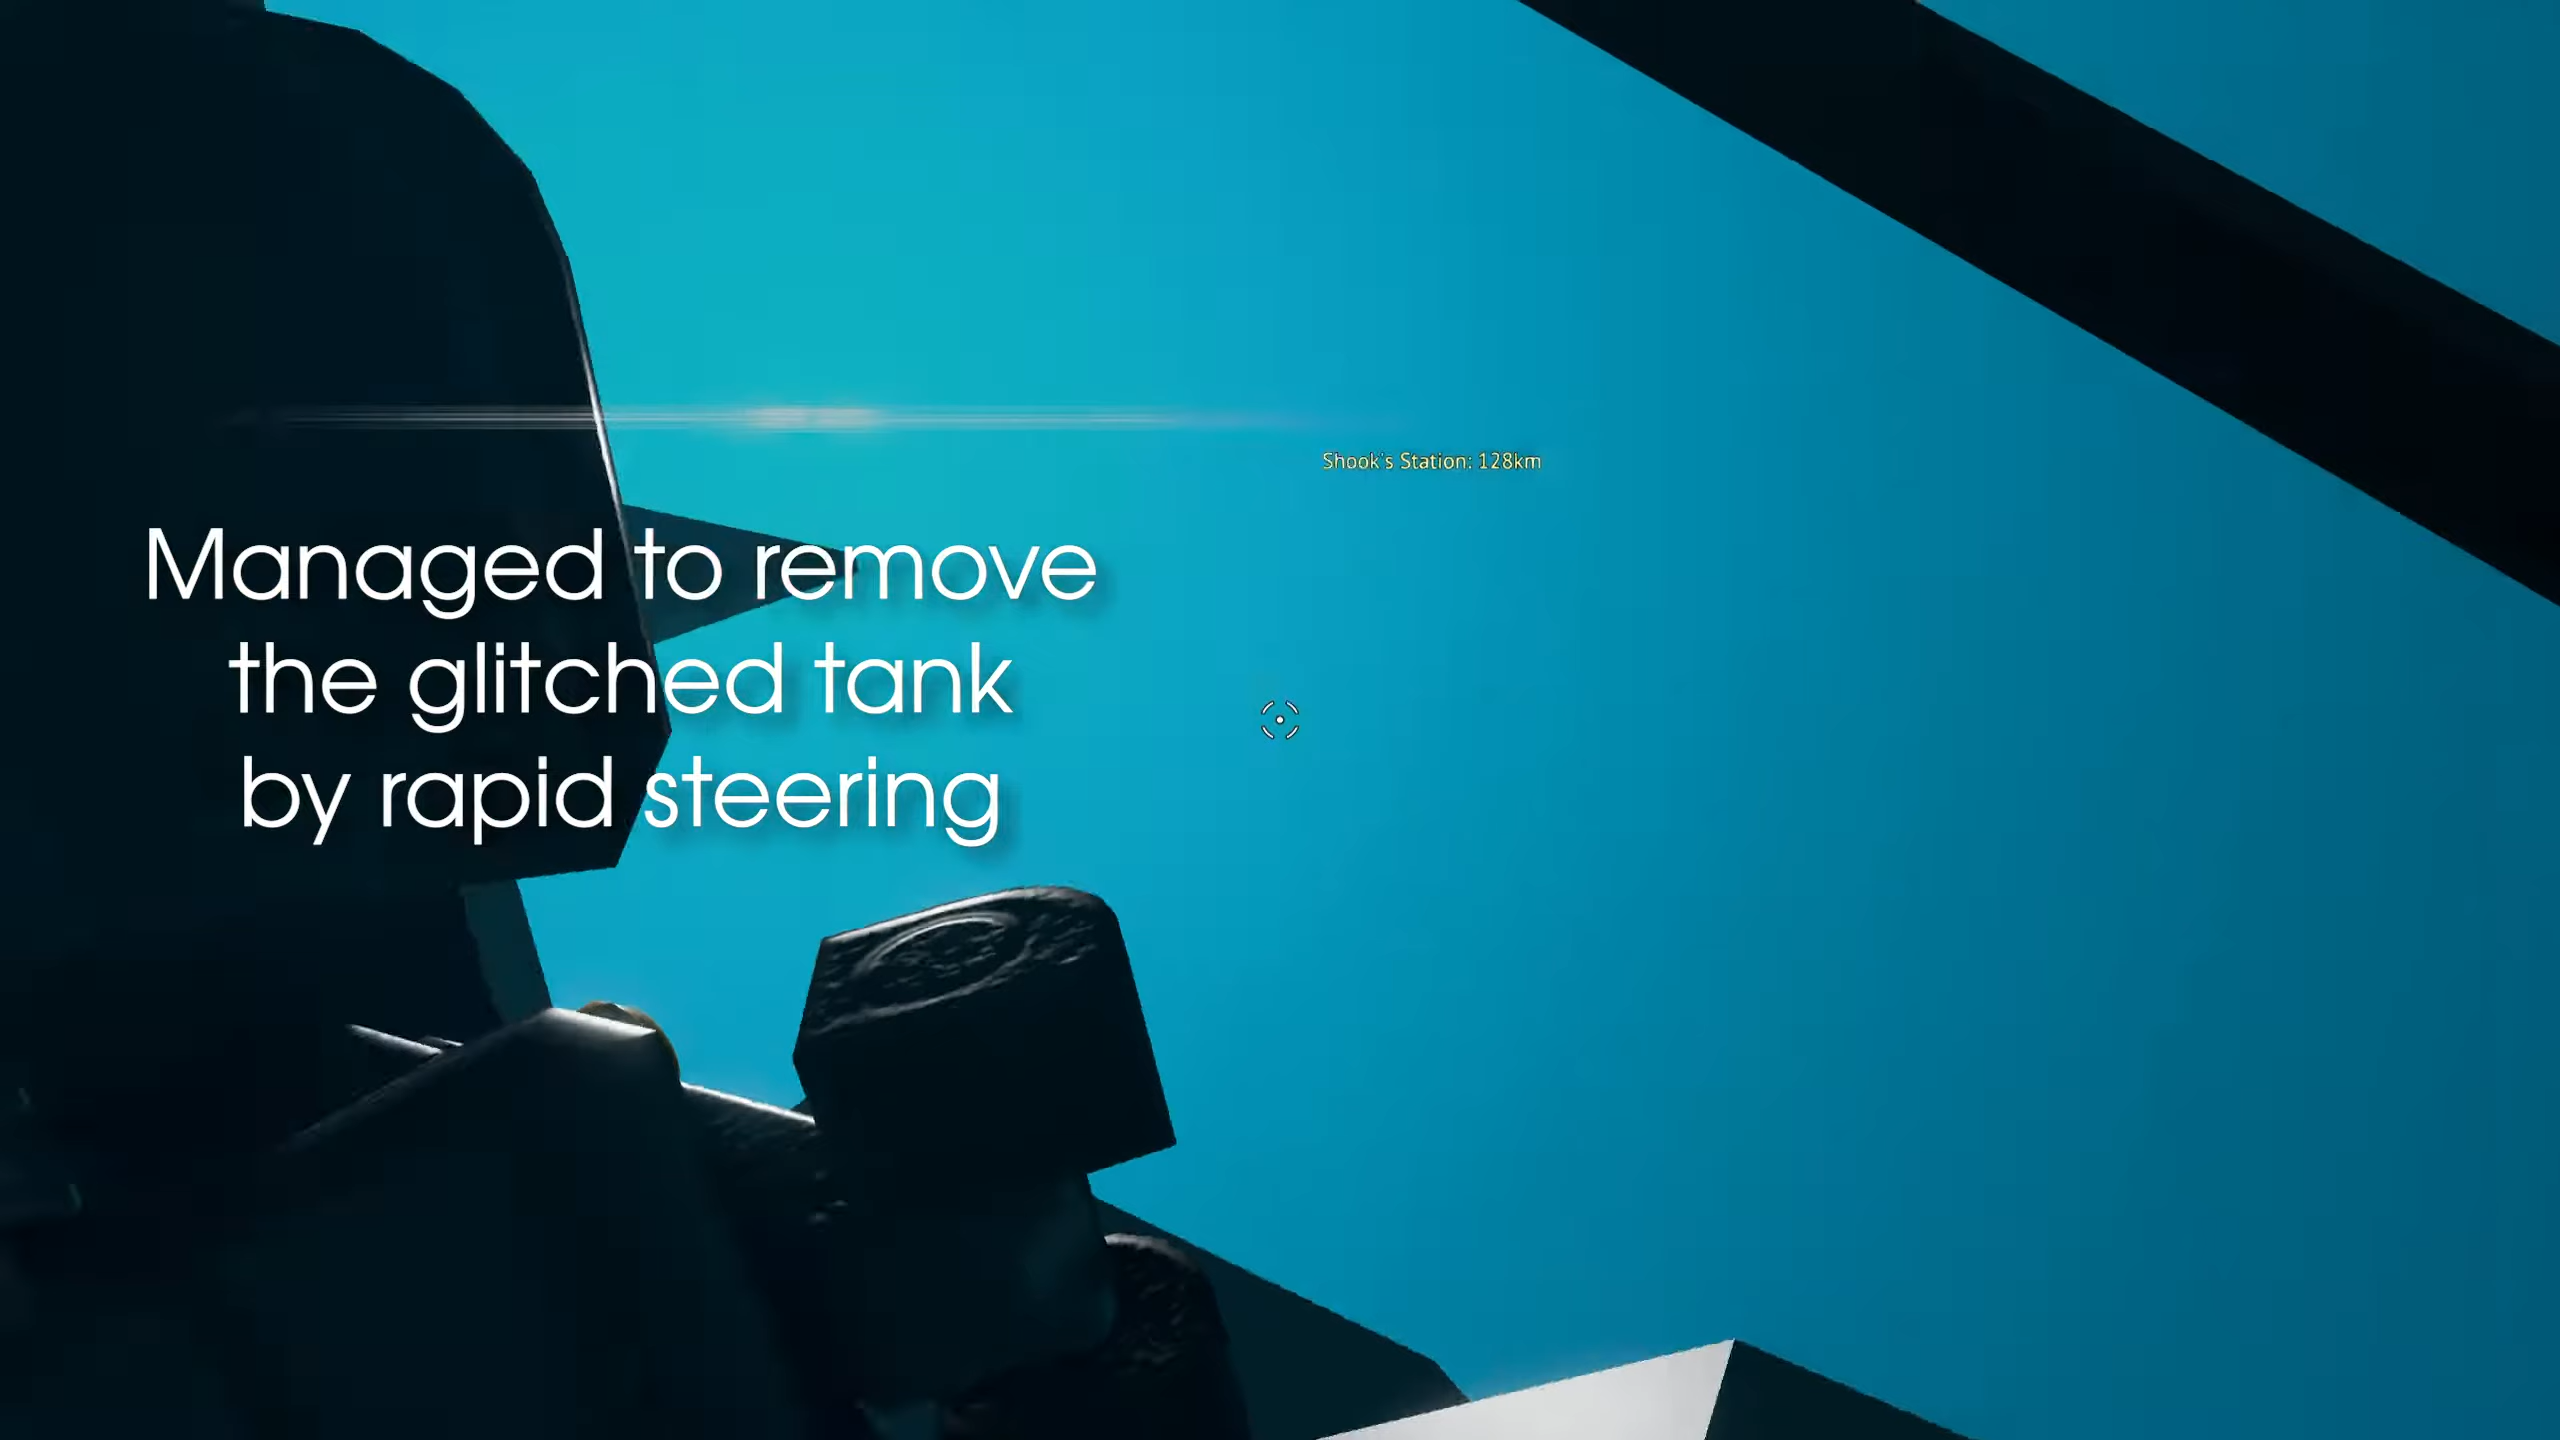 Shook's Station: 128km
Managed to remove
the glitched tank
by rapid steering